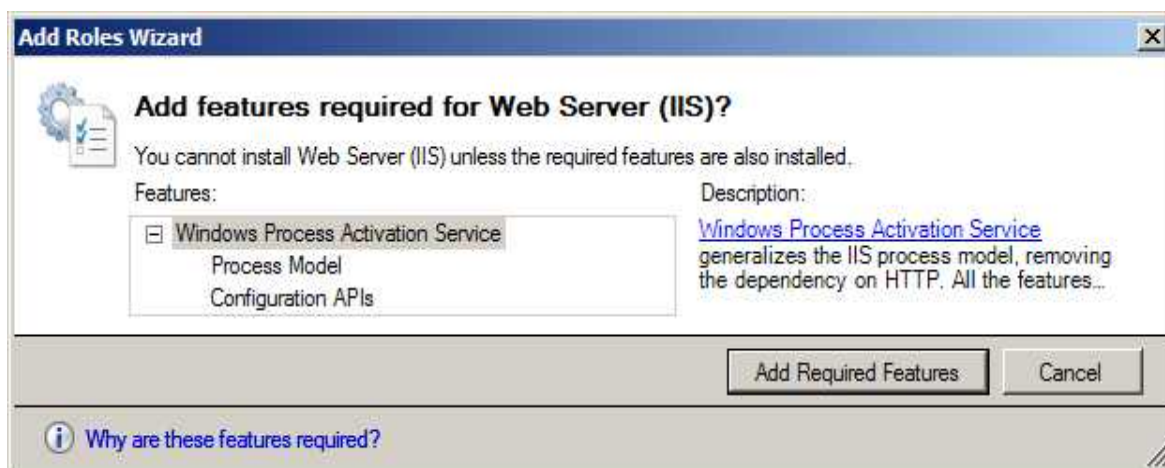 Add Roles Wizard
Add features required for Web Server (IIS)?
You cannot install Web Server (IIS) unless the required features are also installed.
Features:
Description:
Windows Process Activation Service
Process Model
Configuration APIs
Windows Process Activation Service
generalizes the IIS process model, removing
the dependency on HTTP. All the features...
Add Required Features
Cancel
Why are these features required?